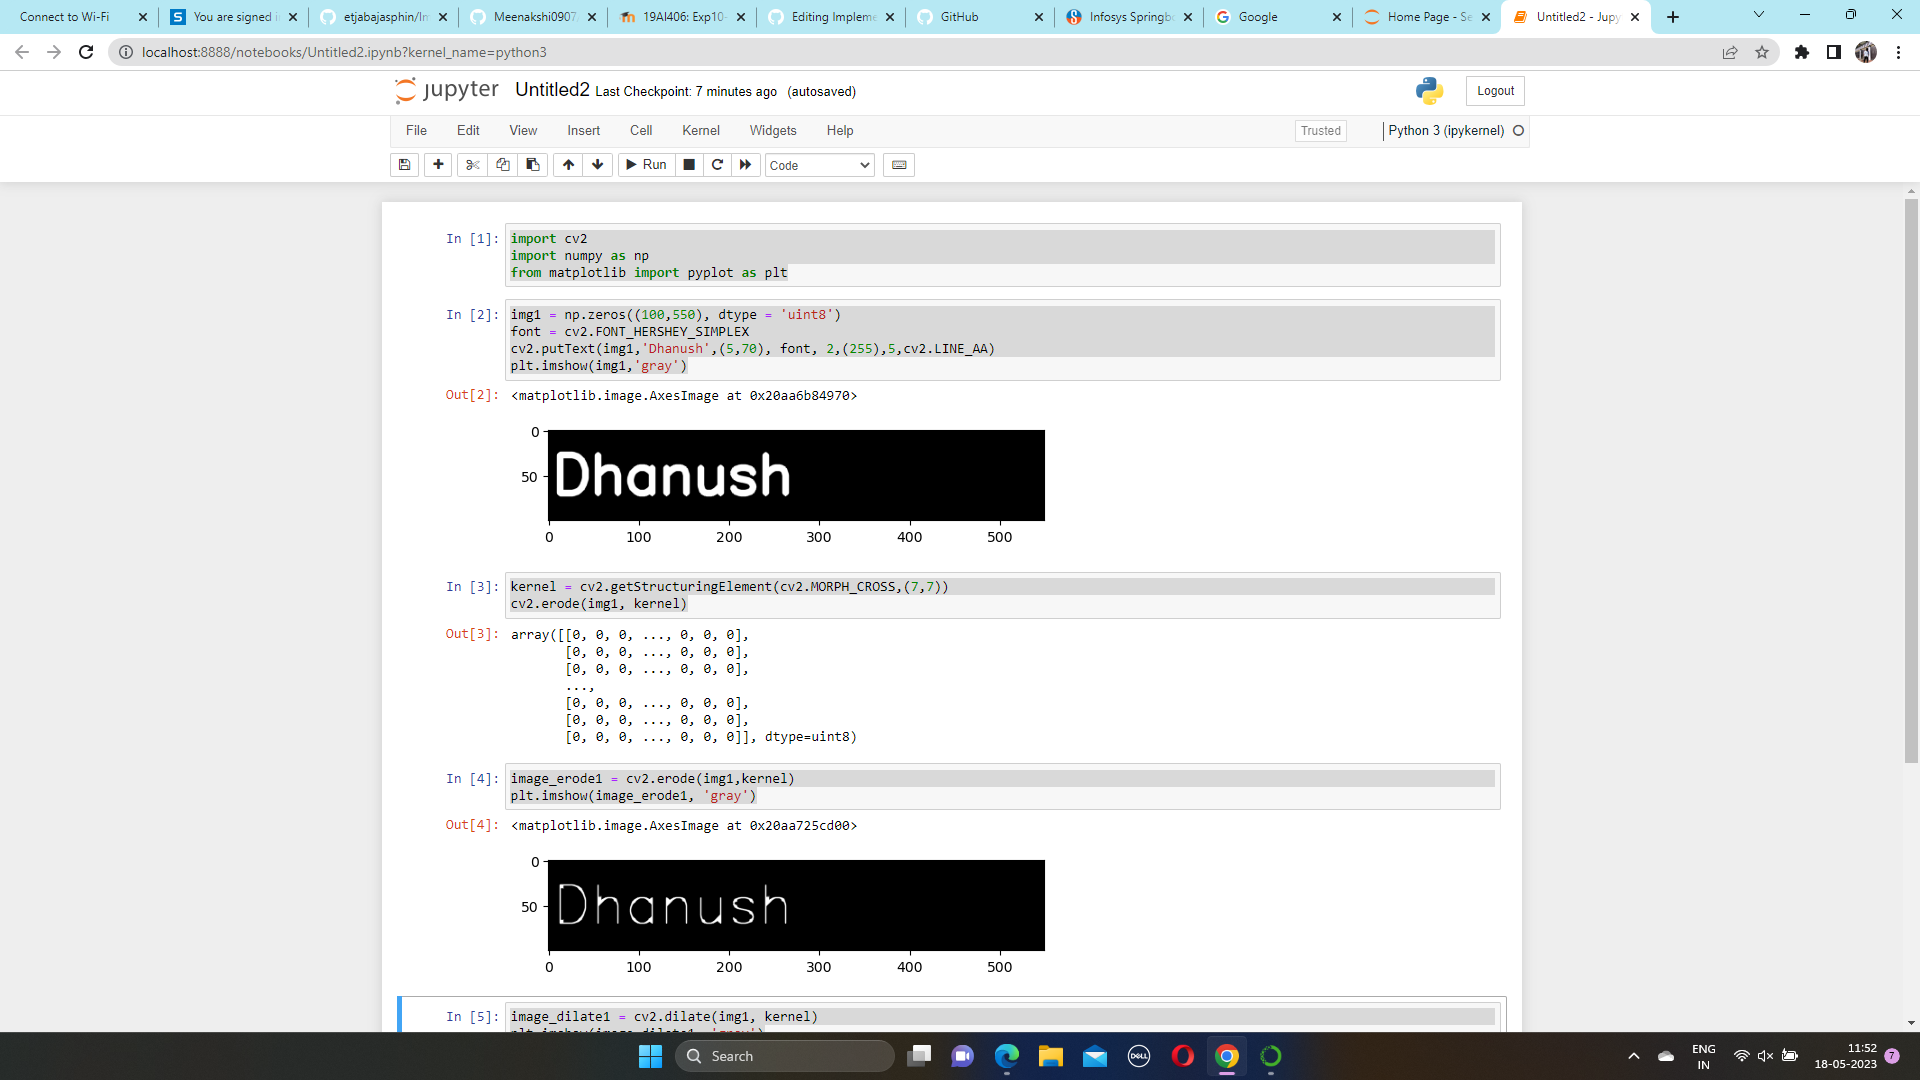 Connect to Wi-Fi
You are signed i
etjabajasphin/Im
Meenakshi0907
19AI406: Exp10-
Editing Impleme
GitHub
Infosys Springb
Google
Home Page - Se
Untitled2 - Jupy
localhost:8888/notebooks/Untitled2.ipynb?kernel_name=python3
jupyter Untitled2 Last Checkpoint: 7 minutes ago (autosaved)
Logout
File Edit View Insert Cell Kernel Widgets Help
Trusted
Python 3 (ipykernel)
Run
Code
In [1]: import cv2
import numpy as np
from matplotlib import pyplot as plt
In [2]: img1 = np.zeros((100,550), dtype = 'uint8')
font = cv2.FONT_HERSHEY_SIMPLEX
cv2.putText(img1,'Dhanush',(5,70), font, 2,(255),5,cv2.LINE_AA)
plt.imshow(img1,'gray')
Out[2]: <matplotlib.image.AxesImage at 0x20aa6b84970>
0
Dhanush
50
0 100 200 300 400 500
In [3]: kernel = cv2.getStructuringElement(cv2.MORPH_CROSS,(7,7))
cv2.erode(img1, kernel)
Out[3]: array([[0, 0, 0, ..., 0, 0, 0],
[0, 0, 0, ..., 0, 0, 0],
[0, 0, 0, ..., 0, 0, 0],
...,
[0, 0, 0, ..., 0, 0, 0],
[0, 0, 0, ..., 0, 0, 0],
[0, 0, 0, ..., 0, 0, 0]], dtype=uint8)
In [4]: image_erode1 = cv2.erode(img1,kernel)
plt.imshow(image_erode1, 'gray')
Out[4]: <matplotlib.image.AxesImage at 0x20aa725cd00>
0
Dhanush
50
0 100 200 300 400 500
In [5]: image_dilate1 = cv2.dilate(img1, kernel)
plt.imshow(image_dilate1, 'gray')
Search
DELL
ENG
IN
11:52
18-05-2023
7